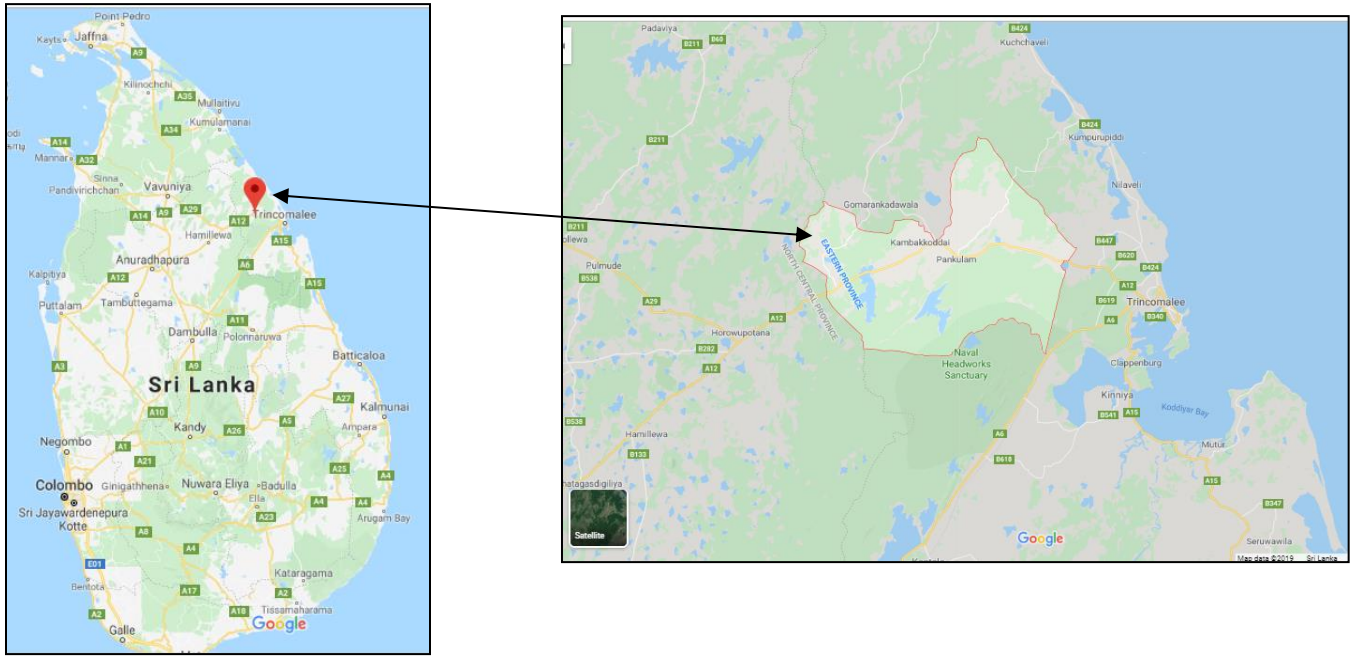 Point Pedro
Kayts
Jaffna
A9
Kilinochchi
A35
Mullaitivu
Kumulamanai
A34
A14
Mannar
A32
Sinna
Pandivirichchan
Vavuniya
A14
A9
A29
A12
Trincomalee
Hamillewa
A15
Anuradhapura
A6
Kalpitiya
A12
A15
Puttalam
Tambuttegama
A11
Dambulla
Polonnaruwa
Batticaloa
A3
A9
Sri Lanka
A27
A10
Kalmunai
Kandy
A26
A5
Ampara
Negombo
A1
A21
A25
Colombo
Ginigathhena
Nuwara Eliya
Badulla
A4
Ella
Sri Jayawardenepura
Kotte
A4
A4
A23
Arugam Bay
A8
A4
E01
Kataragama
Bentota
A17
A2
A2
A18
Tissamaharama
Google
Galle
Padaviya
B211
B60
B424
Kuchchaveli
B424
Kumpurupiddi
B211
Nilaveli
Gomarankadawala
B211
ollewa
EASTERN PROVINCE
NORTH CENTRAL PROVINCE
Kambakkoddai
B447
B620
Pankulam
Pulmude
B538
B424
A12
A29
B619
Trincomalee
A12
A6
B340
Horowupotana
B282
Naval
Headworks
Sanctuary
A12
Clappenburg
Kinniya
Koddiyar Bay
B541
A15
B538
Hamillewa
A6
Mutur
B133
B618
A15
hatagasdigiliya
B347
Satellite
Google
Seruwawila
Map data ©2019
Sri Lanka